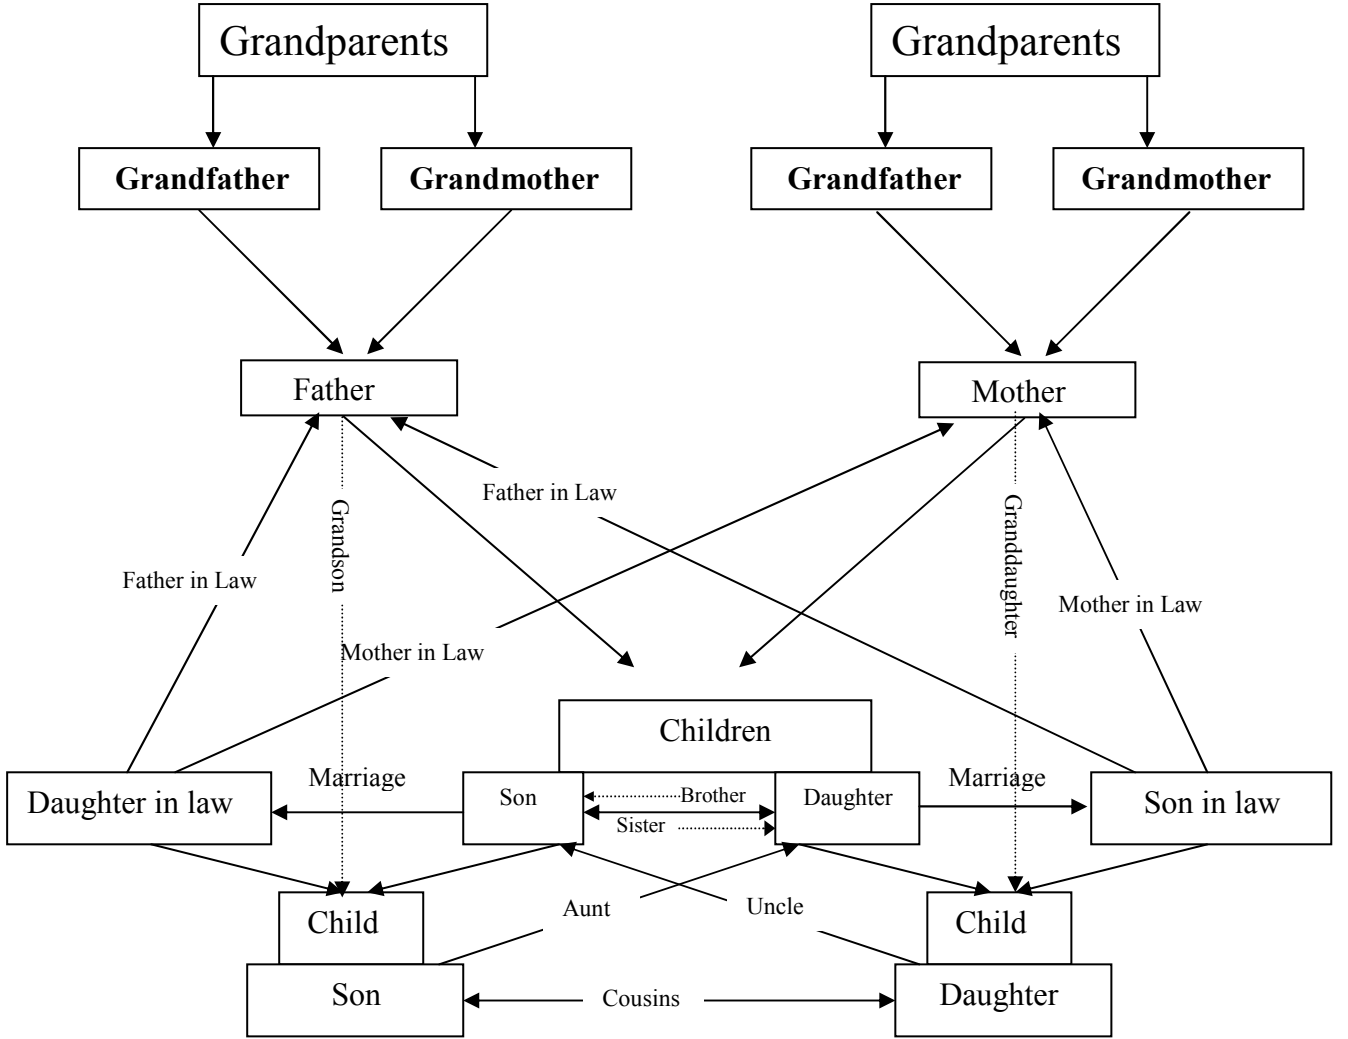 Grandparents
Grandparents
Grandfather
Grandmother
Grandfather
Grandmother
Father
Mother
Father in Law
Grandson
Granddaughter
Father in Law
Mother in Law
Mother in Law
Children
Marriage
Marriage
Daughter in law
Son
Brother
Daughter
Son in law
Sister
Aunt
Uncle
Child
Child
Son
Cousins
Daughter